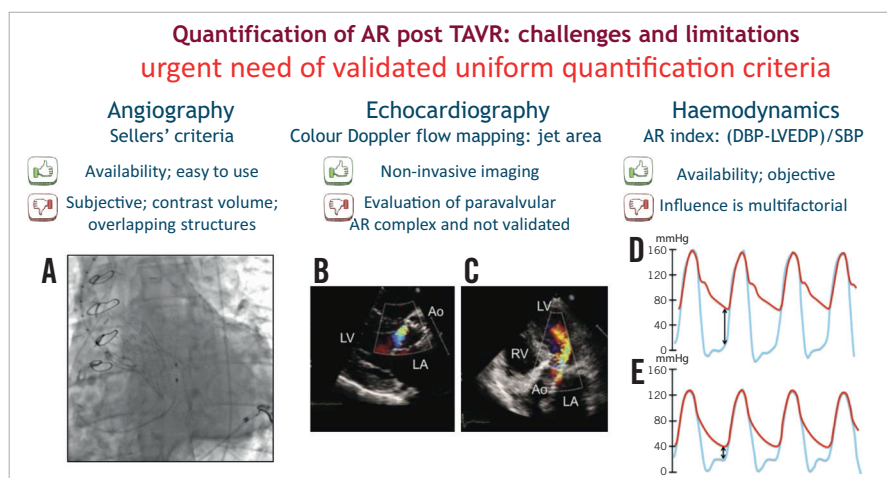 Quantification of AR post TAVR: challenges and limitations
urgent need of validated uniform quantification criteria
Angiography
Sellers' criteria
Availability; easy to use
Subjective; contrast volume;
overlapping structures
Echocardiography
Colour Doppler flow mapping: jet area
Non-invasive imaging
Evaluation of paravalvular
AR complex and not validated
Haemodynamics
AR index: (DBP-LVEDP)/SBP
Availability; objective
Influence is multifactorial
A
B
Ao
LV
LA
C
LV
RV
Ao
LA
D
mmHg
160
120
80
40
0
E
mmHg
160
120
80
40
0